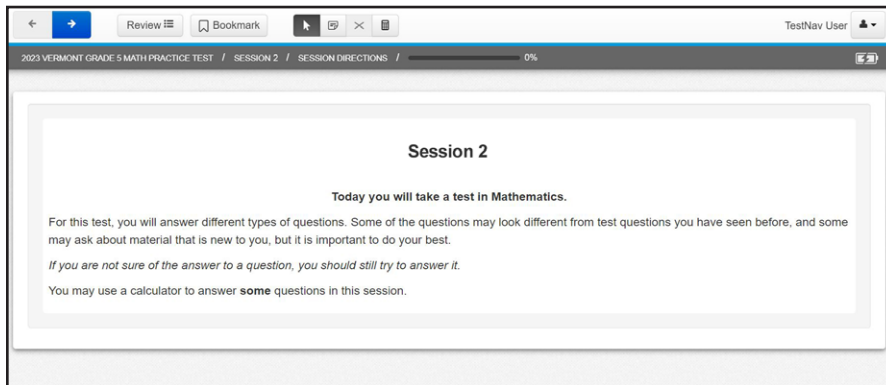 Review Bookmark TestNav User
2023 VERMONT GRADE 5 MATH PRACTICE TEST / SESSION 2 / SESSION DIRECTIONS / 0%
Session 2
Today you will take a test in Mathematics.
For this test, you will answer different types of questions. Some of the questions may look different from test questions you have seen before, and some
may ask about material that is new to you, but it is important to do your best.
If you are not sure of the answer to a question, you should still try to answer it.
You may use a calculator to answer some questions in this session.